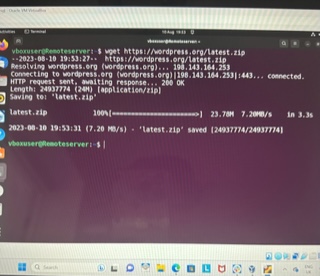 Terminal
10 Aug 19:53
vboxuser@Remoteserver: ~
vboxuser@Remoteserver:~$ wget https://wordpress.org/latest.zip
--2023-08-10 19:53:27--  https://wordpress.org/latest.zip
Resolving wordpress.org (wordpress.org)... 198.143.164.253
Connecting to wordpress.org (wordpress.org)|198.143.164.253|:443... connected.
HTTP request sent, awaiting response... 200 OK
Length: 24937774 (24M) [application/zip]
Saving to: 'latest.zip'
latest.zip 100%[===================>] 23.78M 7.20MB/s in 3.3s
2023-08-10 19:53:31 (7.20 MB/s) - 'latest.zip' saved [24937774/24937774]
vboxuser@Remoteserver:~$
Search